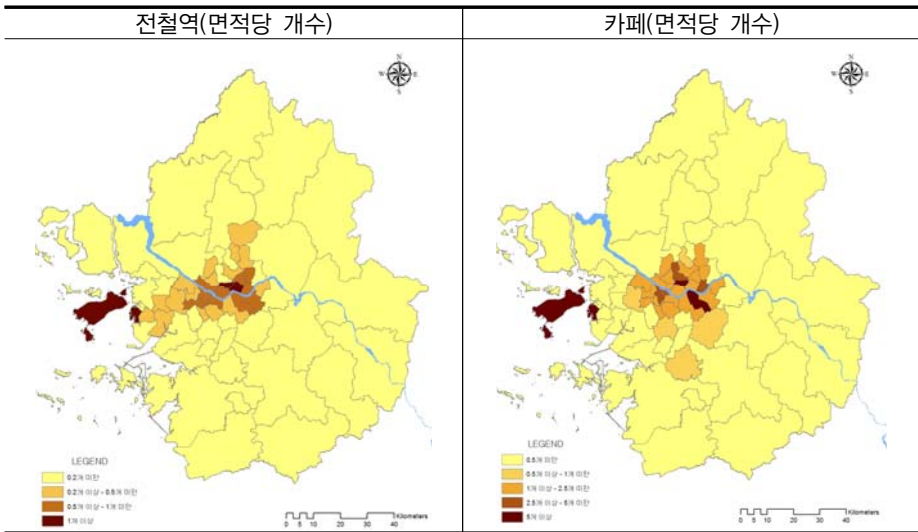 전철역(면적당 개수)
카페(면적당 개수)
N
W E
S
N
W E
S
LEGEND
0.2개 미만
0.2개 이상 - 0.5개 미만
0.5개 이상 - 1개 미만
1개 이상
Kilometers
0 5 10 20 30 40
LEGEND
0.5개 미만
0.5개 이상 - 1개 미만
1개 이상 - 2.5개 미만
2.5개 이상 - 5개 미만
5개 이상
Kilometers
0 5 10 20 30 40